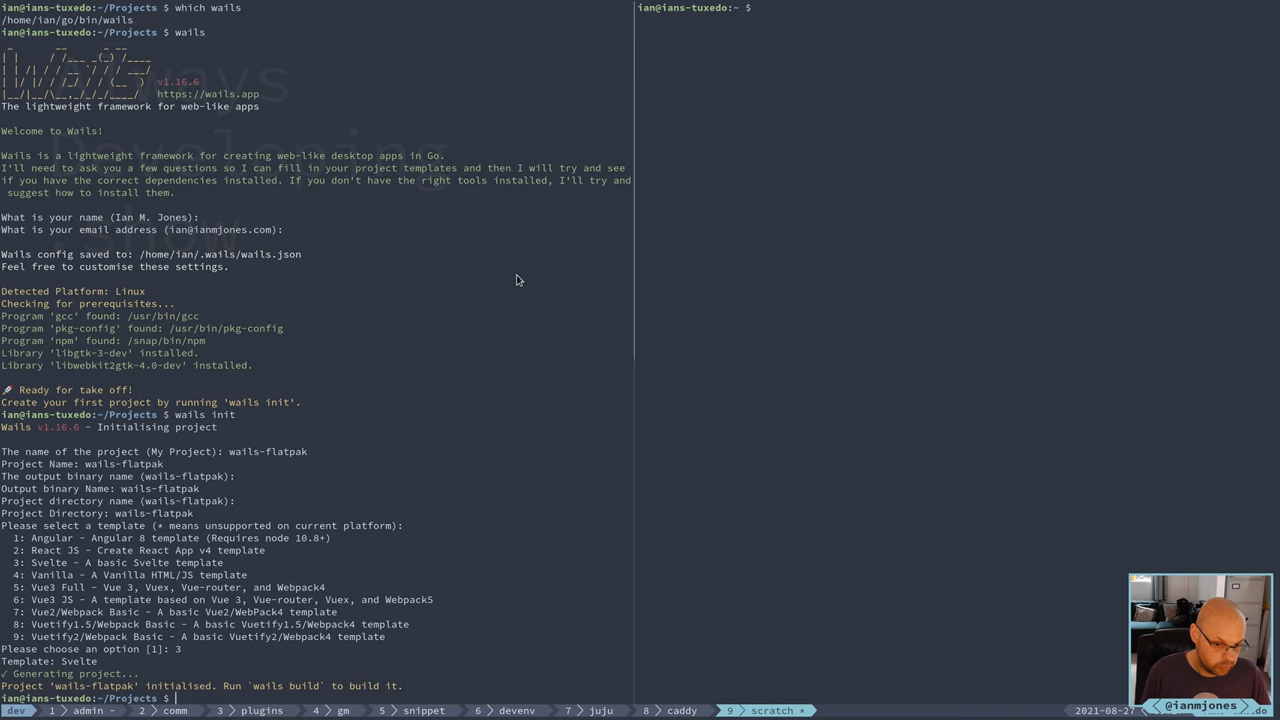 ian@ians-tuxedo:~/Projects $ which wails
/home/ian/go/bin/wails
ian@ians-tuxedo:~/Projects $ wails
v1.16.6
https://wails.app
The lightweight framework for web-like apps
Welcome to Wails!
Wails is a lightweight framework for creating web-like desktop apps in Go.
I'll need to ask you a few questions so I can fill in your project templates and then I will try and see
if you have the correct dependencies installed. If you don't have the right tools installed, I'll try and
suggest how to install them.
What is your name (Ian M. Jones):
What is your email address (ian@ianmjones.com):
Wails config saved to: /home/ian/.wails/wails.json
Feel free to customise these settings.
Detected Platform: Linux
Checking for prerequisites...
Program 'gcc' found: /usr/bin/gcc
Program 'pkg-config' found: /usr/bin/pkg-config
Program 'npm' found: /snap/bin/npm
Library 'libgtk-3-dev' installed.
Library 'libwebkit2gtk-4.0-dev' installed.
🚀 Ready for take off!
Create your first project by running 'wails init'.
ian@ians-tuxedo:~/Projects $ wails init
Wails v1.16.6 - Initialising project
The name of the project (My Project): wails-flatpak
Project Name: wails-flatpak
The output binary name (wails-flatpak):
Output binary Name: wails-flatpak
Project directory name (wails-flatpak):
Project Directory: wails-flatpak
Please select a template (* means unsupported on current platform):
1: Angular - Angular 8 template (Requires node 10.8+)
2: React JS - Create React App v4 template
3: Svelte - A basic Svelte template
4: Vanilla - A Vanilla HTML/JS template
5: Vue3 Full - Vue 3, Vuex, Vue-router, and Webpack4
6: Vue3 JS - A template based on Vue 3, Vue-router, Vuex, and Webpack5
7: Vue2/Webpack Basic - A basic Vue2/WebPack4 template
8: Vuetify1.5/Webpack Basic - A basic Vuetify1.5/Webpack4 template
9: Vuetify2/Webpack Basic - A basic Vuetify2/Webpack4 template
Please choose an option [1]: 3
Template: Svelte
✓ Generating project...
Project 'wails-flatpak' initialised. Run `wails build` to build it.
ian@ians-tuxedo:~/Projects $
ian@ians-tuxedo:~ $
Always
Developing
.show
dev 1 admin - 2 comm 3 plugins 4 gm 5 snippet 6 devenv 7 juju 8 caddy 9 scratch * 2021-08-27
@ianmjones